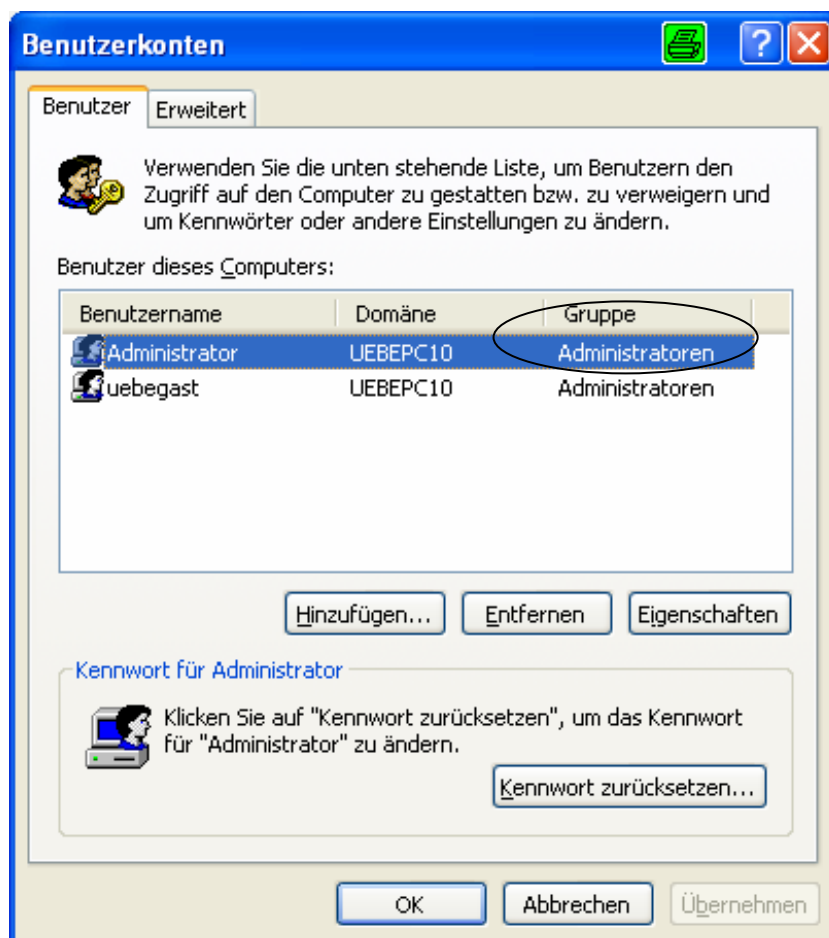 Benutzerkonten
Benutzer
Erweitert
Verwenden Sie die unten stehende Liste, um Benutzern den
Zugriff auf den Computer zu gestatten bzw. zu verweigern und
um Kennwörter oder andere Einstellungen zu ändern.
Benutzer dieses Computers:
Benutzername Domäne Gruppe
Administrator UEBEPC10 Administratoren
uebegast UEBEPC10 Administratoren
Hinzufügen... Entfernen Eigenschaften
Kennwort für Administrator
Klicken Sie auf "Kennwort zurücksetzen", um das Kennwort
für "Administrator" zu ändern.
Kennwort zurücksetzen...
OK Abbrechen Übernehmen